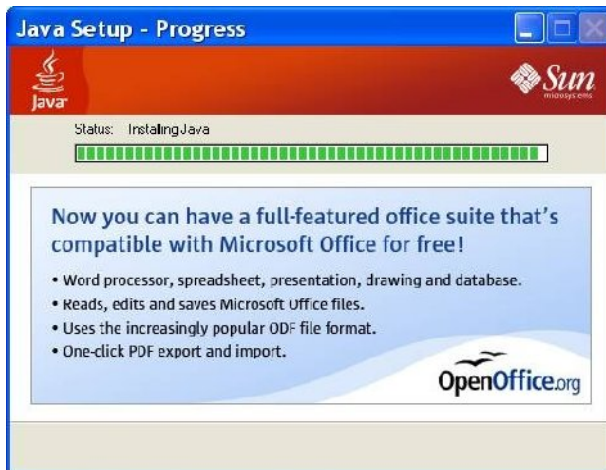 Java Setup - Progress
Java
Sun
microsystems
Status: Installing Java
Now you can have a full-featured office suite that's
compatible with Microsoft Office for free!
• Word processor, spreadsheet, presentation, drawing and database.
• Reads, edits and saves Microsoft Office files.
• Uses the increasingly popular ODF file format.
• One-click PDF export and import.
OpenOffice.org